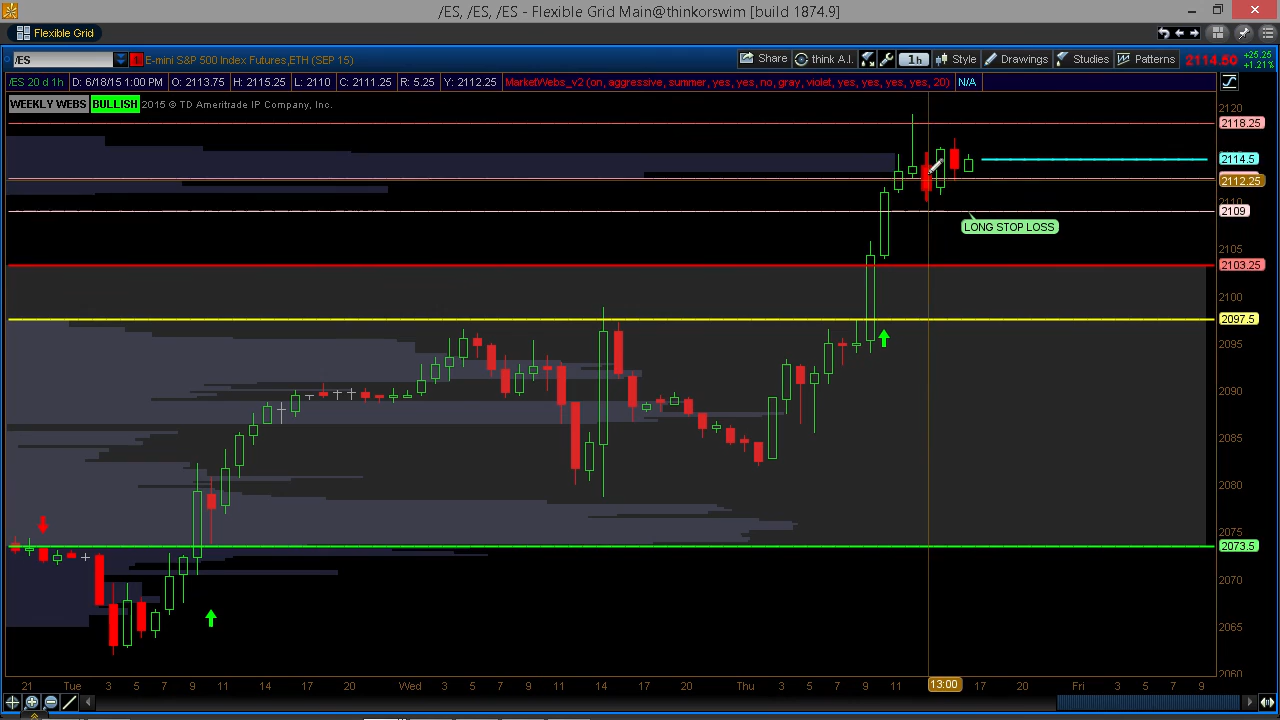 /ES, /ES, /ES - Flexible Grid Main@thinkorswim [build 1874.9]
Flexible Grid
/ES 1 E-mini S&P 500 Index Futures,ETH (SEP 15) Share think A.I. 1h Style Drawings Studies Patterns 2114.50 +25.25 +1.21%
/ES 20 d 1h D: 6/18/15 1:00 PM O: 2113.75 H: 2115.25 L: 2110 C: 2111.25 R: 5.25 Y: 2112.25 MarketWebs_v2 (on, aggressive, summer, yes, yes, no, gray, violet, yes, yes, yes, yes, 20) N/A
WEEKLY WEBS BULLISH 2015 © TD Ameritrade IP Company, Inc.
2120
2118.25
2114.5
2112.25
2110
2109
LONG STOP LOSS
2105
2103.25
2100
2097.5
2095
2090
2085
2080
2075
2073.5
2070
2065
2060
21 Tue 3 5 7 9 11 14 17 20 Wed 3 5 7 9 11 14 17 20 Thu 3 5 7 9 11 13:00 17 20 Fri 3 5 7 9